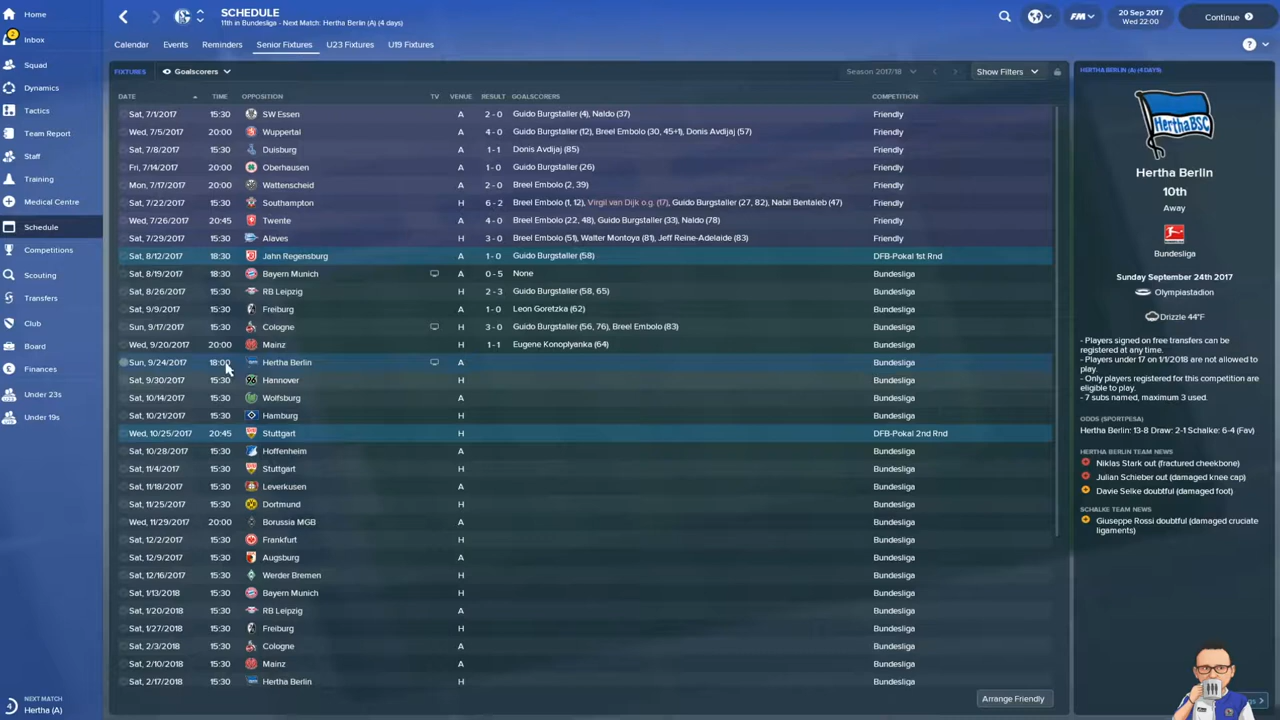 Home
2
Inbox
Squad
Dynamics
Tactics
Team Report
Staff
Training
Medical Centre
Schedule
Competitions
Scouting
Transfers
Club
Board
Finances
Under 23s
Under 19s
4
NEXT MATCH
Hertha (A)
SCHEDULE
11th in Bundesliga - Next Match: Hertha Berlin (A) (4 days)
FM
20 Sep 2017
Wed 22:00
Continue
Calendar Events Reminders Senior Fixtures U23 Fixtures U19 Fixtures
?
FIXTURES Goalscorers Season 2017/18 Show Filters
DATE TIME OPPOSITION TV VENUE RESULT GOALSCORERS COMPETITION
Sat, 7/1/2017 15:30 SW Essen A 2 - 0 Guido Burgstaller (4), Naldo (37) Friendly
Wed, 7/5/2017 20:00 Wuppertal A 4 - 0 Guido Burgstaller (12), Breel Embolo (30, 45+1), Donis Avdijaj (57) Friendly
Sat, 7/8/2017 15:30 Duisburg A 1 - 1 Donis Avdijaj (85) Friendly
Fri, 7/14/2017 20:00 Oberhausen A 1 - 0 Guido Burgstaller (26) Friendly
Mon, 7/17/2017 20:00 Wattenscheid A 2 - 0 Breel Embolo (2, 39) Friendly
Sat, 7/22/2017 15:30 Southampton H 6 - 2 Breel Embolo (1, 12), Virgil van Dijk o.g. (17), Guido Burgstaller (27, 82), Nabil Bentaleb (47) Friendly
Wed, 7/26/2017 20:45 Twente A 4 - 0 Breel Embolo (22, 48), Guido Burgstaller (33), Naldo (78) Friendly
Sat, 7/29/2017 15:30 Alaves H 3 - 0 Breel Embolo (51), Walter Montoya (81), Jeff Reine-Adelaide (83) Friendly
Sat, 8/12/2017 18:30 Jahn Regensburg A 1 - 0 Guido Burgstaller (58) DFB-Pokal 1st Rnd
Sat, 8/19/2017 18:30 Bayern Munich A 0 - 5 None Bundesliga
Sat, 8/26/2017 15:30 RB Leipzig H 2 - 3 Guido Burgstaller (58, 65) Bundesliga
Sat, 9/9/2017 15:30 Freiburg A 1 - 0 Leon Goretzka (62) Bundesliga
Sun, 9/17/2017 15:30 Cologne H 3 - 0 Guido Burgstaller (56, 76), Breel Embolo (83) Bundesliga
Wed, 9/20/2017 20:00 Mainz H 1 - 1 Eugene Konoplyanka (64) Bundesliga
Sun, 9/24/2017 18:00 Hertha Berlin A Bundesliga
Sat, 9/30/2017 15:30 Hannover H Bundesliga
Sat, 10/14/2017 15:30 Wolfsburg A Bundesliga
Sat, 10/21/2017 15:30 Hamburg H Bundesliga
Wed, 10/25/2017 20:45 Stuttgart H DFB-Pokal 2nd Rnd
Sat, 10/28/2017 15:30 Hoffenheim A Bundesliga
Sat, 11/4/2017 15:30 Stuttgart H Bundesliga
Sat, 11/18/2017 15:30 Leverkusen A Bundesliga
Sat, 11/25/2017 15:30 Dortmund H Bundesliga
Wed, 11/29/2017 20:00 Borussia MGB A Bundesliga
Sat, 12/2/2017 15:30 Frankfurt H Bundesliga
Sat, 12/9/2017 15:30 Augsburg A Bundesliga
Sat, 12/16/2017 15:30 Werder Bremen H Bundesliga
Sat, 1/13/2018 15:30 Bayern Munich H Bundesliga
Sat, 1/20/2018 15:30 RB Leipzig A Bundesliga
Sat, 1/27/2018 15:30 Freiburg H Bundesliga
Sat, 2/3/2018 15:30 Cologne A Bundesliga
Sat, 2/10/2018 15:30 Mainz A Bundesliga
Sat, 2/17/2018 15:30 Hertha Berlin H Bundesliga
Arrange Friendly
HERTHA BERLIN (A) (4 DAYS)
Hertha BSC
Hertha Berlin
10th
Away
Bundesliga
Sunday September 24th 2017
Olympiastadion
Drizzle 44°F
- Players signed on free transfers can be
registered at any time.
- Players under 17 on 1/1/2018 are not allowed to
play.
- Only players registered for this competition are
eligible to play.
- 7 subs named, maximum 3 used.
ODDS (SPORTPESA)
Hertha Berlin: 13-8 Draw: 2-1 Schalke: 6-4 (Fav)
HERTHA BERLIN TEAM NEWS
Niklas Stark out (fractured cheekbone)
Julian Schieber out (damaged knee cap)
Davie Selke doubtful (damaged foot)
SCHALKE TEAM NEWS
Giuseppe Rossi doubtful (damaged cruciate
ligaments)